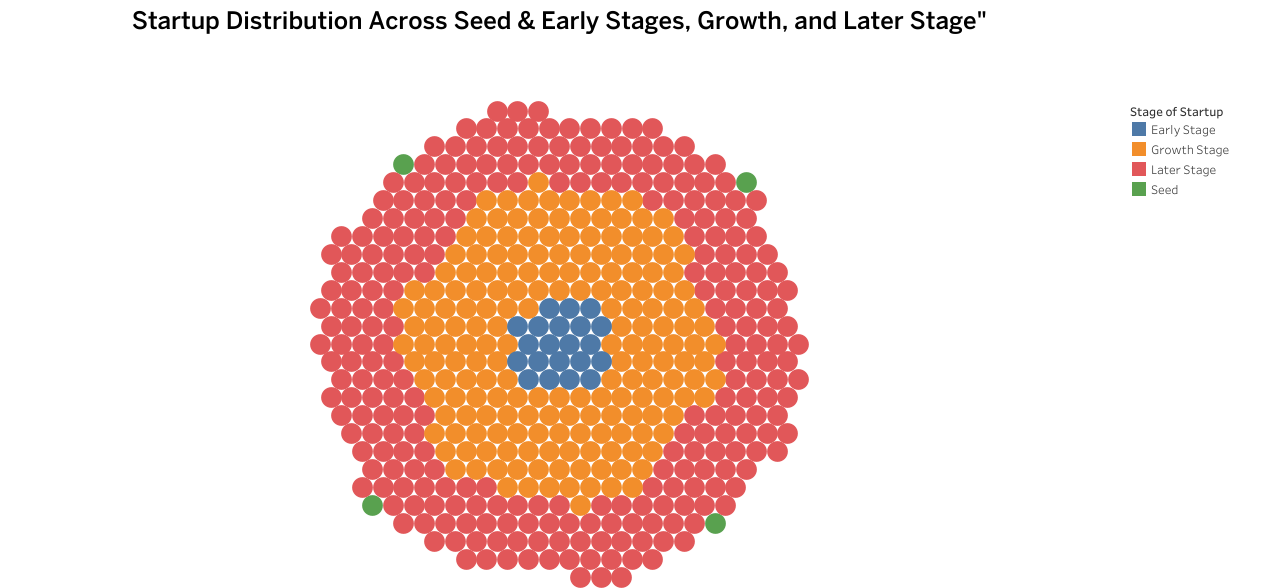 Startup Distribution Across Seed & Early Stages, Growth, and Later Stage"
Stage of Startup
Early Stage
Growth Stage
Later Stage
Seed